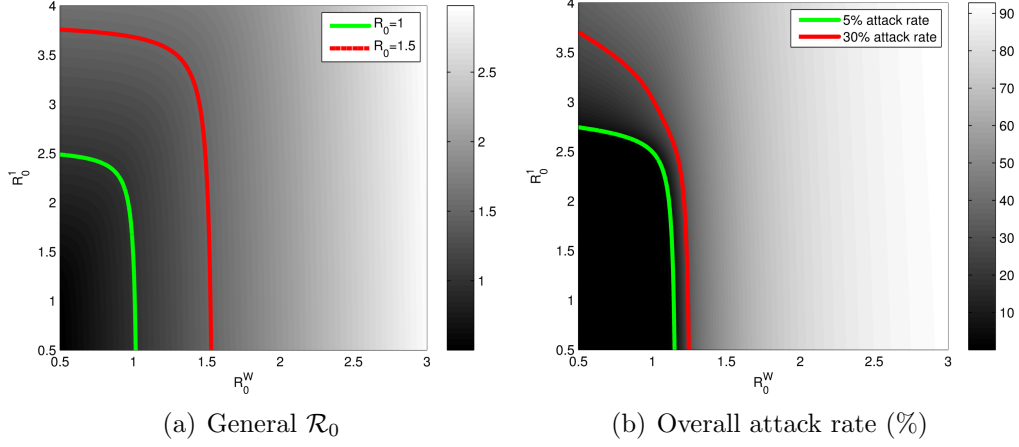 4
3.5
3
2.5
2
1.5
1
0.5
R₀¹
0.5 1 1.5 2 2.5 3
R₀ᵂ
R₀=1
R₀=1.5
2.5
2
1.5
1
(a) General 𝓡₀
4
3.5
3
2.5
2
1.5
1
0.5
R₀¹
0.5 1 1.5 2 2.5 3
R₀ᵂ
5% attack rate
30% attack rate
90
80
70
60
50
40
30
20
10
(b) Overall attack rate (%)